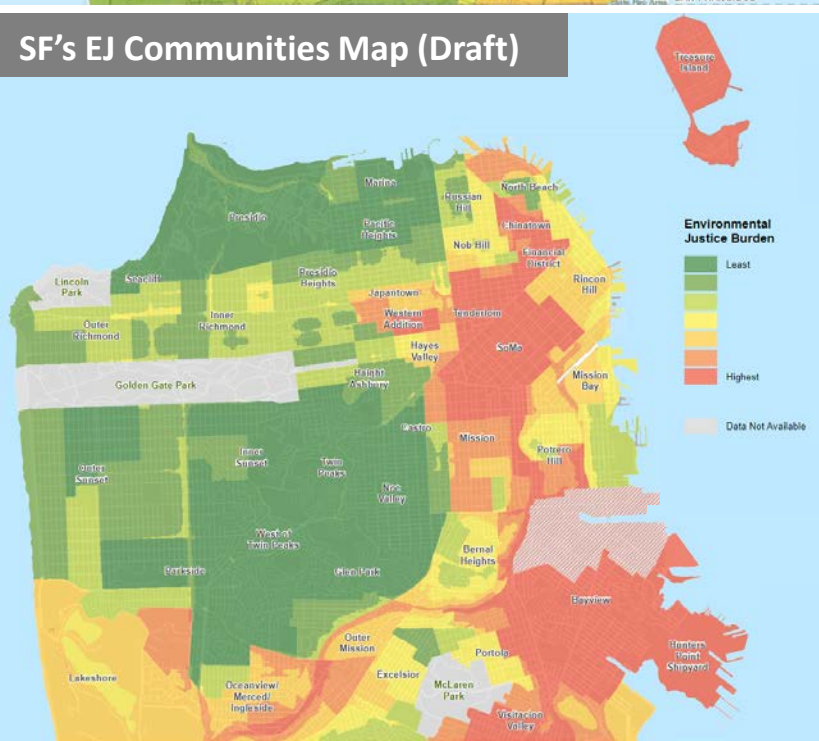 SF's EJ Communities Map (Draft)
Treasure
Island
Marina
North Beach
Russian
Hill
Presidio
Pacific
Heights
Chinatown
Nob Hill
Environmental
Justice Burden
Financial
District
Least
Lincoln
Park
Seacliff
Presidio
Heights
Rincon
Hill
Japantown
Outer
Richmond
Inner
Richmond
Western
Addition
Tenderloin
Hayes
Valley
SoMa
Golden Gate Park
Haight
Ashbury
Mission
Bay
Highest
Castro
Data Not Available
Mission
Outer
Sunset
Inner
Sunset
Twin
Peaks
Potrero
Hill
Noe
Valley
West of
Twin Peaks
Bernal
Heights
Parkside
Glen Park
Bayview
Outer
Mission
Hunters
Point
Shipyard
Portola
Lakeshore
Excelsior
Oceanview/
Merced/
Ingleside
McLaren
Park
Visitacion
Valley